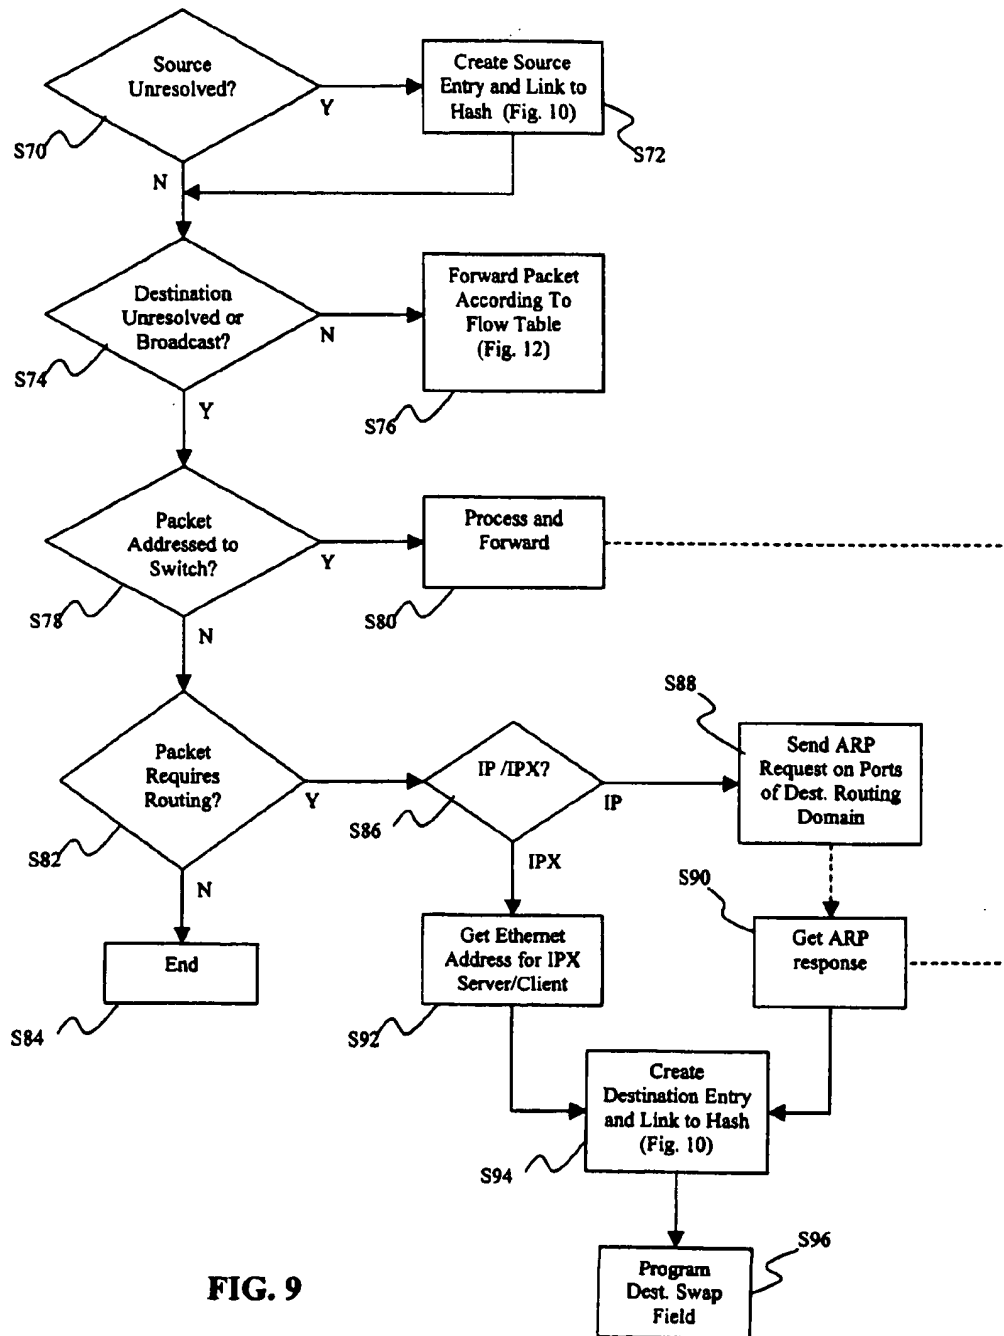 Source
Unresolved?
Y
Create Source
Entry and Link to
Hash (Fig. 10)
S70
S72
N
Destination
Unresolved or
Broadcast?
N
Forward Packet
According To
Flow Table
(Fig. 12)
S74
S76
Y
Packet
Addressed to
Switch?
Y
Process and
Forward
S78
S80
N
Packet
Requires
Routing?
Y
IP /IPX?
IP
S88
Send ARP
Request on Ports
of Dest. Routing
Domain
S82
S86
N
IPX
S90
End
Get Ethernet
Address for IPX
Server/Client
Get ARP
response
S84
S92
Create
Destination Entry
and Link to Hash
(Fig. 10)
S94
S96
Program
Dest. Swap
Field
FIG. 9